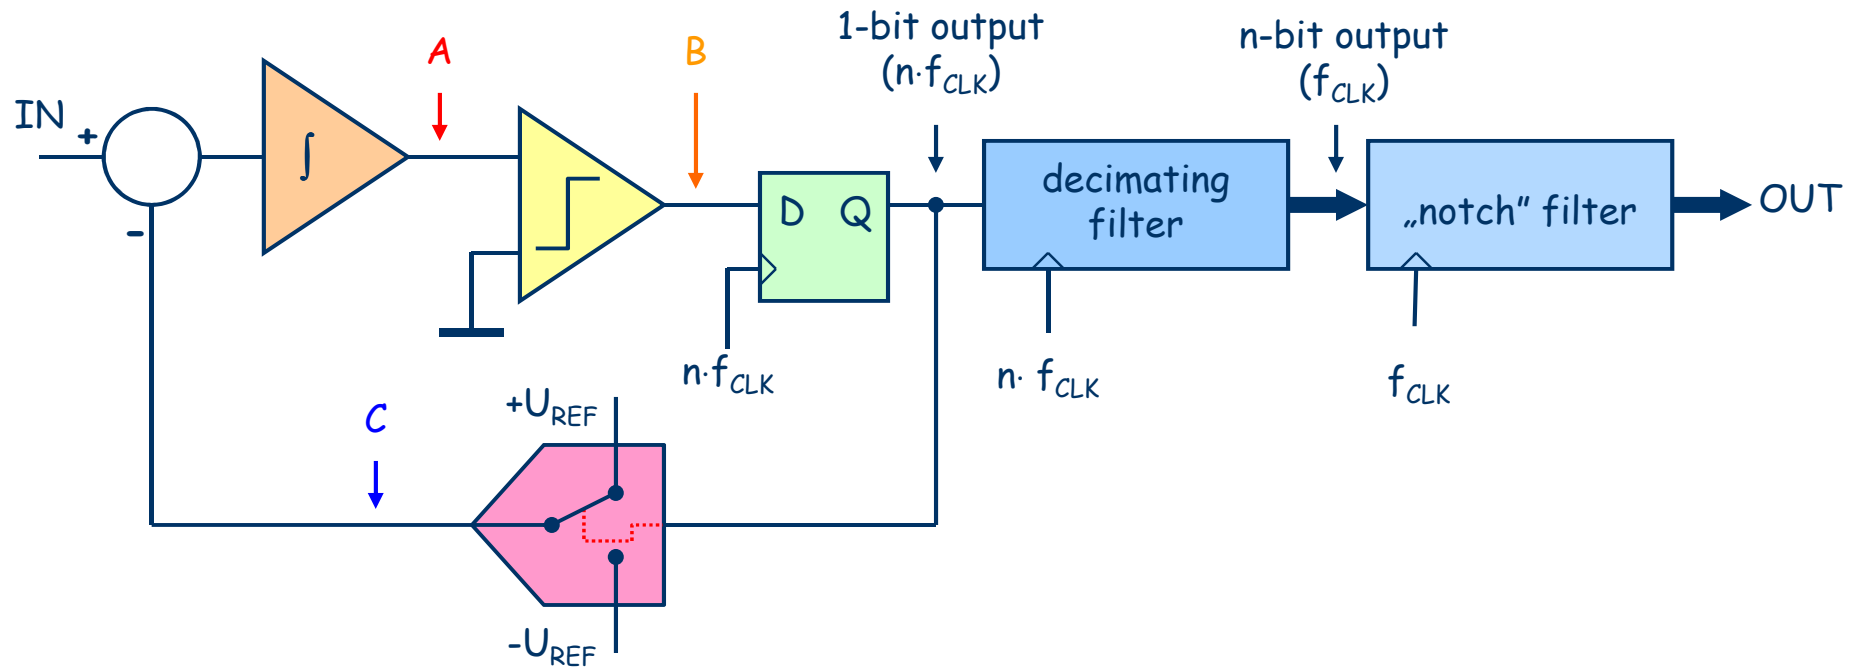 1-bit output
(n·fCLK)
n-bit output
(fCLK)
A
B
IN
+
-
∫
D Q
decimating
filter
„notch” filter
OUT
n·fCLK
n· fCLK
fCLK
C
+UREF
-UREF